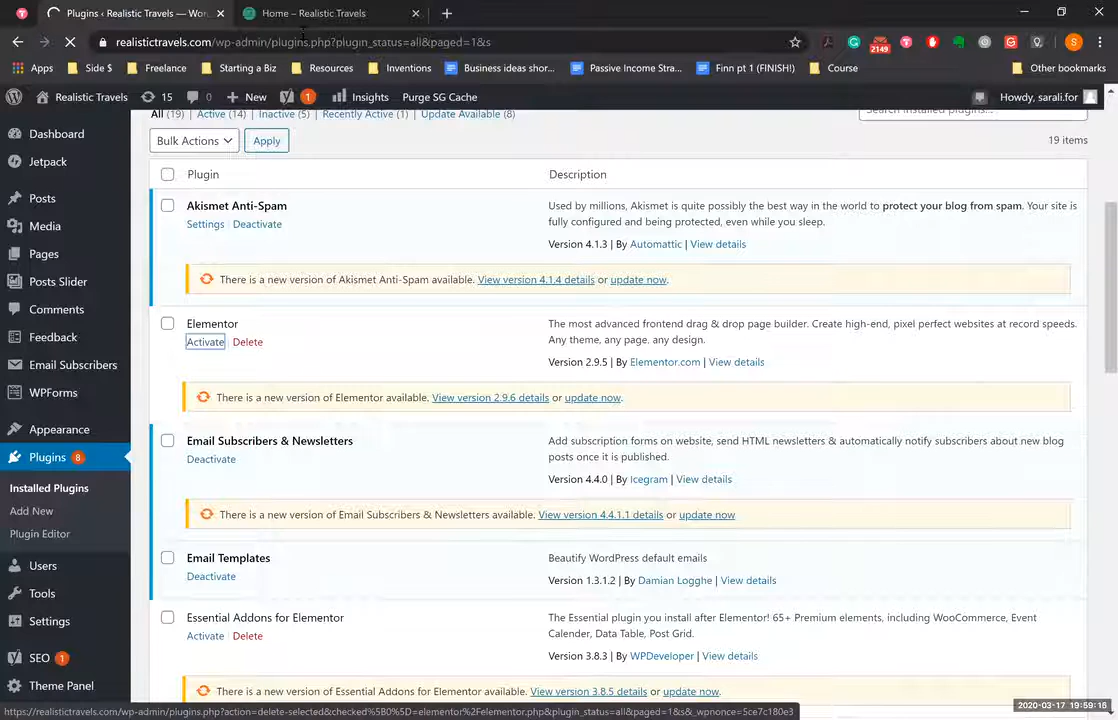 Plugins ‹ Realistic Travels — Wor
Home – Realistic Travels
realistictravels.org/wp-admin/plugins.php?plugin_status=all&paged=1&s
2149
S
Apps
Side $
Freelance
Starting a Biz
Resources
Inventions
Business ideas shor...
Passive Income Stra...
Finn pt 1 (FINISH!)
Course
Other bookmarks
Realistic Travels
15
0
New
1
Insights
Purge SG Cache
Howdy, sarali.for
Dashboard
Jetpack
Posts
Media
Pages
Posts Slider
Comments
Feedback
Email Subscribers
WPForms
Appearance
Plugins 8
Installed Plugins
Add New
Plugin Editor
Users
Tools
Settings
SEO 1
Theme Panel
All (19) | Active (14) | Inactive (5) | Recently Active (1) | Update Available (8)
Search installed plugins...
Bulk Actions
Apply
19 items
Plugin
Description
Akismet Anti-Spam
Settings | Deactivate
Used by millions, Akismet is quite possibly the best way in the world to protect your blog from spam. Your site is
fully configured and being protected, even while you sleep.
Version 4.1.3 | By Automattic | View details
There is a new version of Akismet Anti-Spam available. View version 4.1.4 details or update now.
Elementor
Activate | Delete
The most advanced frontend drag & drop page builder. Create high-end, pixel perfect websites at record speeds.
Any theme, any page, any design.
Version 2.9.5 | By Elementor.com | View details
There is a new version of Elementor available. View version 2.9.6 details or update now.
Email Subscribers & Newsletters
Deactivate
Add subscription forms on website, send HTML newsletters & automatically notify subscribers about new blog
posts once it is published.
Version 4.4.0 | By Icegram | View details
There is a new version of Email Subscribers & Newsletters available. View version 4.4.1.1 details or update now
Email Templates
Deactivate
Beautify WordPress default emails
Version 1.3.1.2 | By Damian Logghe | View details
Essential Addons for Elementor
Activate | Delete
The Essential plugin you install after Elementor! 65+ Premium elements, including WooCommerce, Event
Calender, Data Table, Post Grid.
Version 3.8.3 | By WPDeveloper | View details
There is a new version of Essential Addons for Elementor available. View version 3.8.5 details or update now.
https://realistictravels.org/wp-admin/plugins.php?action=delete-selected&checked%5B0%5D=elementor%2Felementor.php&plugin_status=all&paged=1&s&_wpnonce=5ce7c180e3
2020-03-17 19:59:16